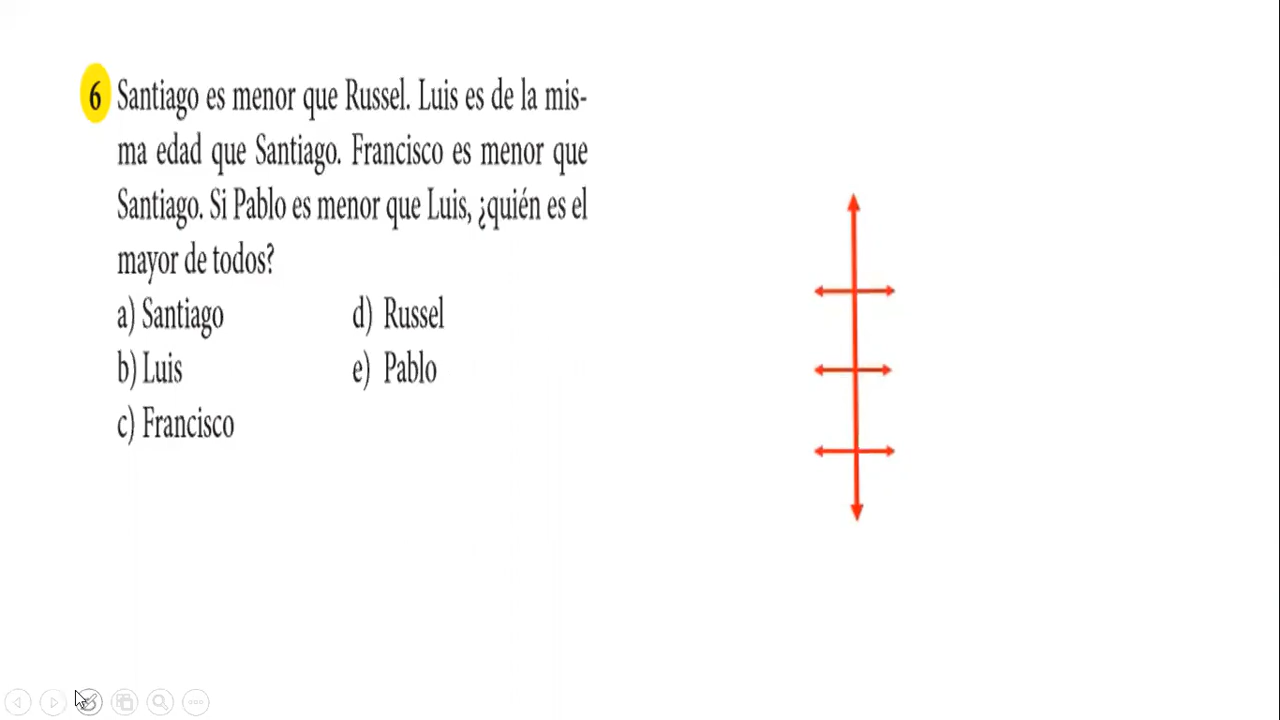 6 Santiago es menor que Russel. Luis es de la mis-
ma edad que Santiago. Francisco es menor que
Santiago. Si Pablo es menor que Luis, ¿quién es el
mayor de todos?
a) Santiago d) Russel
b) Luis e) Pablo
c) Francisco